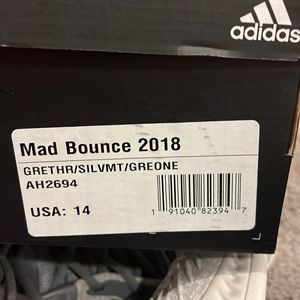 adidas
Mad Bounce 2018
GRETHR/SILVMT/GREONE
AH2694
USA: 14
1 91040 82394 7